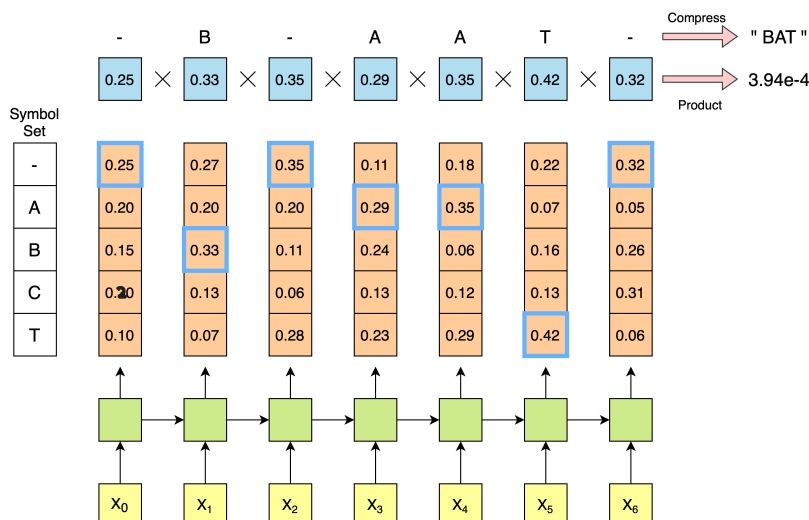 - B - A A T - Compress " BAT "
0.25 × 0.33 × 0.35 × 0.29 × 0.35 × 0.42 × 0.32 3.94e-4
Product
Symbol
Set
- 0.25 0.27 0.35 0.11 0.18 0.22 0.32
A 0.20 0.20 0.20 0.29 0.35 0.07 0.05
B 0.15 0.33 0.11 0.24 0.06 0.16 0.26
C 0.20 0.13 0.06 0.13 0.12 0.13 0.31
T 0.10 0.07 0.28 0.23 0.29 0.42 0.06
X₀ X₁ X₂ X₃ X₄ X₅ X₆